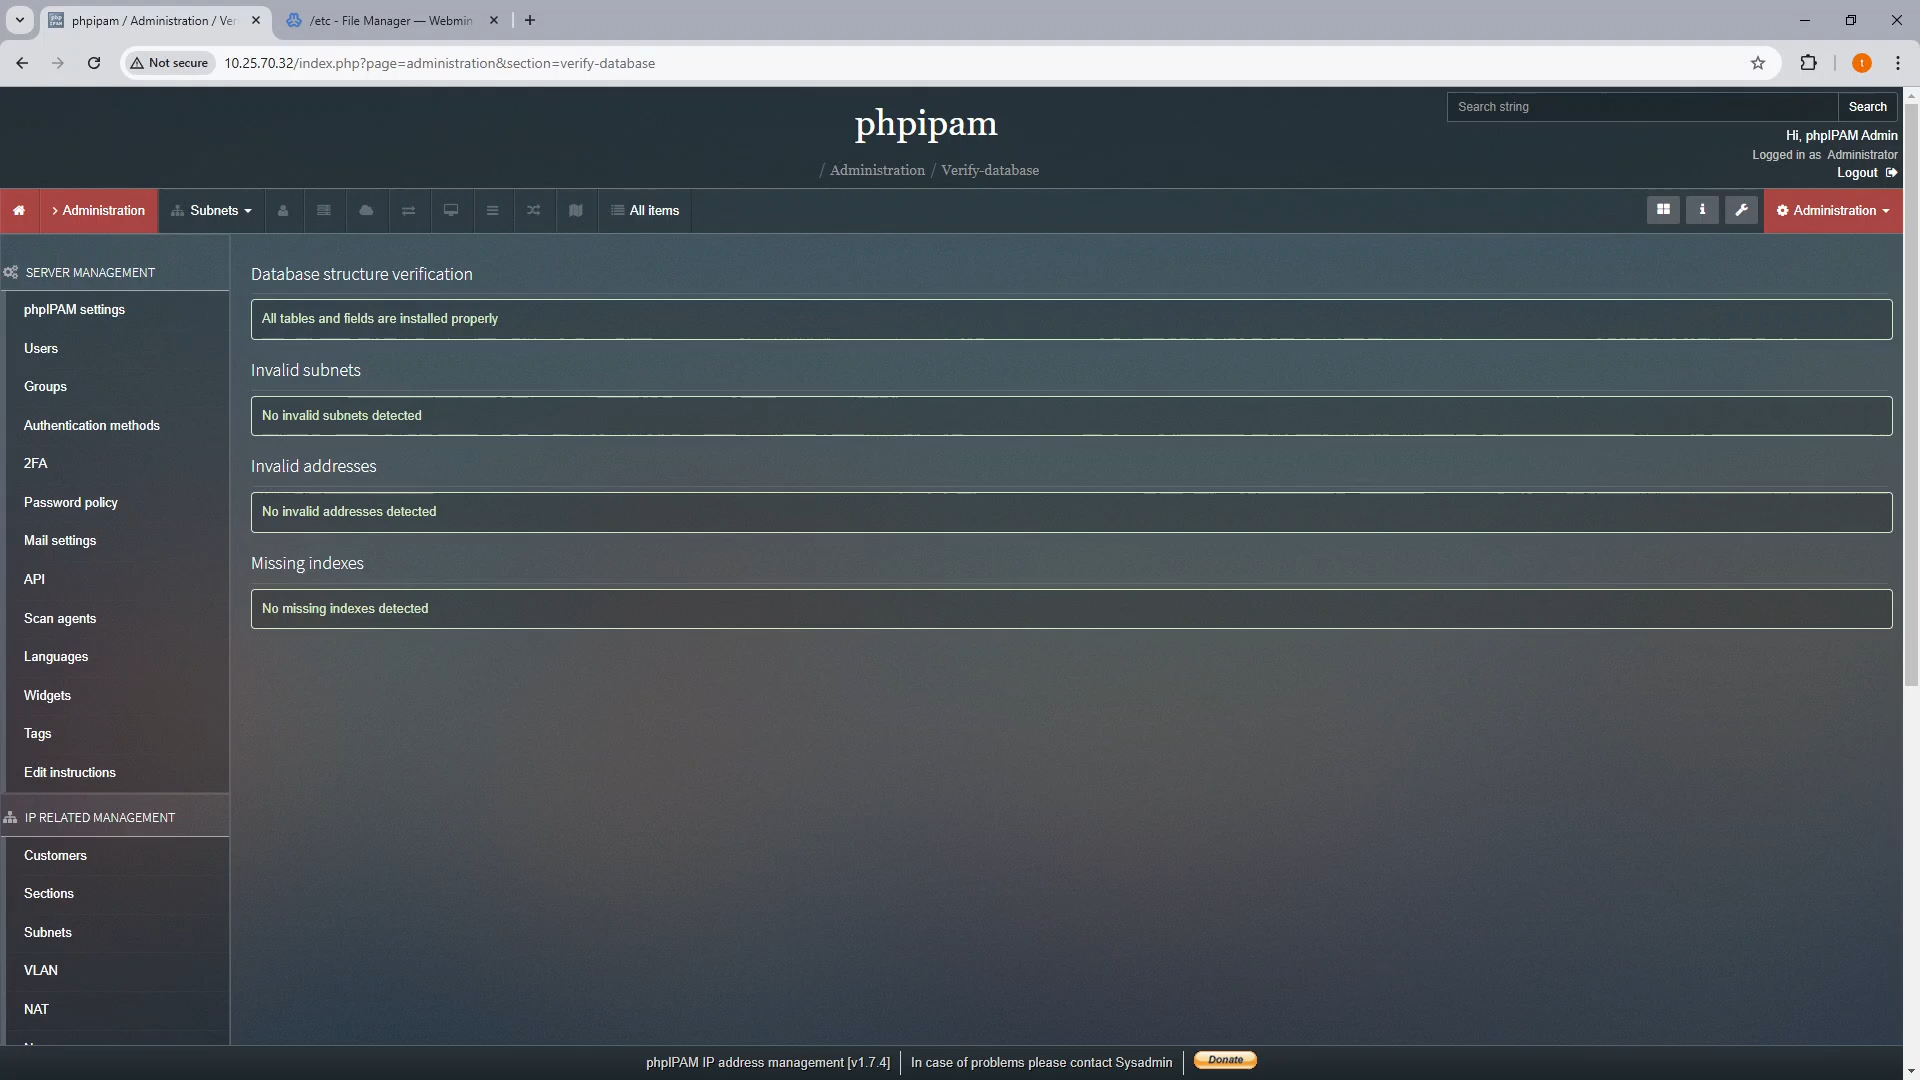 phpipam / Administration / Ver
/etc - File Manager — Webmin
Not secure
10.25.70.32/index.php?page=administration&section=verify-database
t
phpipam
/ Administration / Verify-database
Search string
Search
Hi, phpIPAM Admin
Logged in as Administrator
Logout
Administration
Subnets
All items
Administration
SERVER MANAGEMENT
phpIPAM settings
Users
Groups
Authentication methods
2FA
Password policy
Mail settings
API
Scan agents
Languages
Widgets
Tags
Edit instructions
IP RELATED MANAGEMENT
Customers
Sections
Subnets
VLAN
NAT
Database structure verification
All tables and fields are installed properly
Invalid subnets
No invalid subnets detected
Invalid addresses
No invalid addresses detected
Missing indexes
No missing indexes detected
phpIPAM IP address management [v1.7.4]
In case of problems please contact Sysadmin
Donate